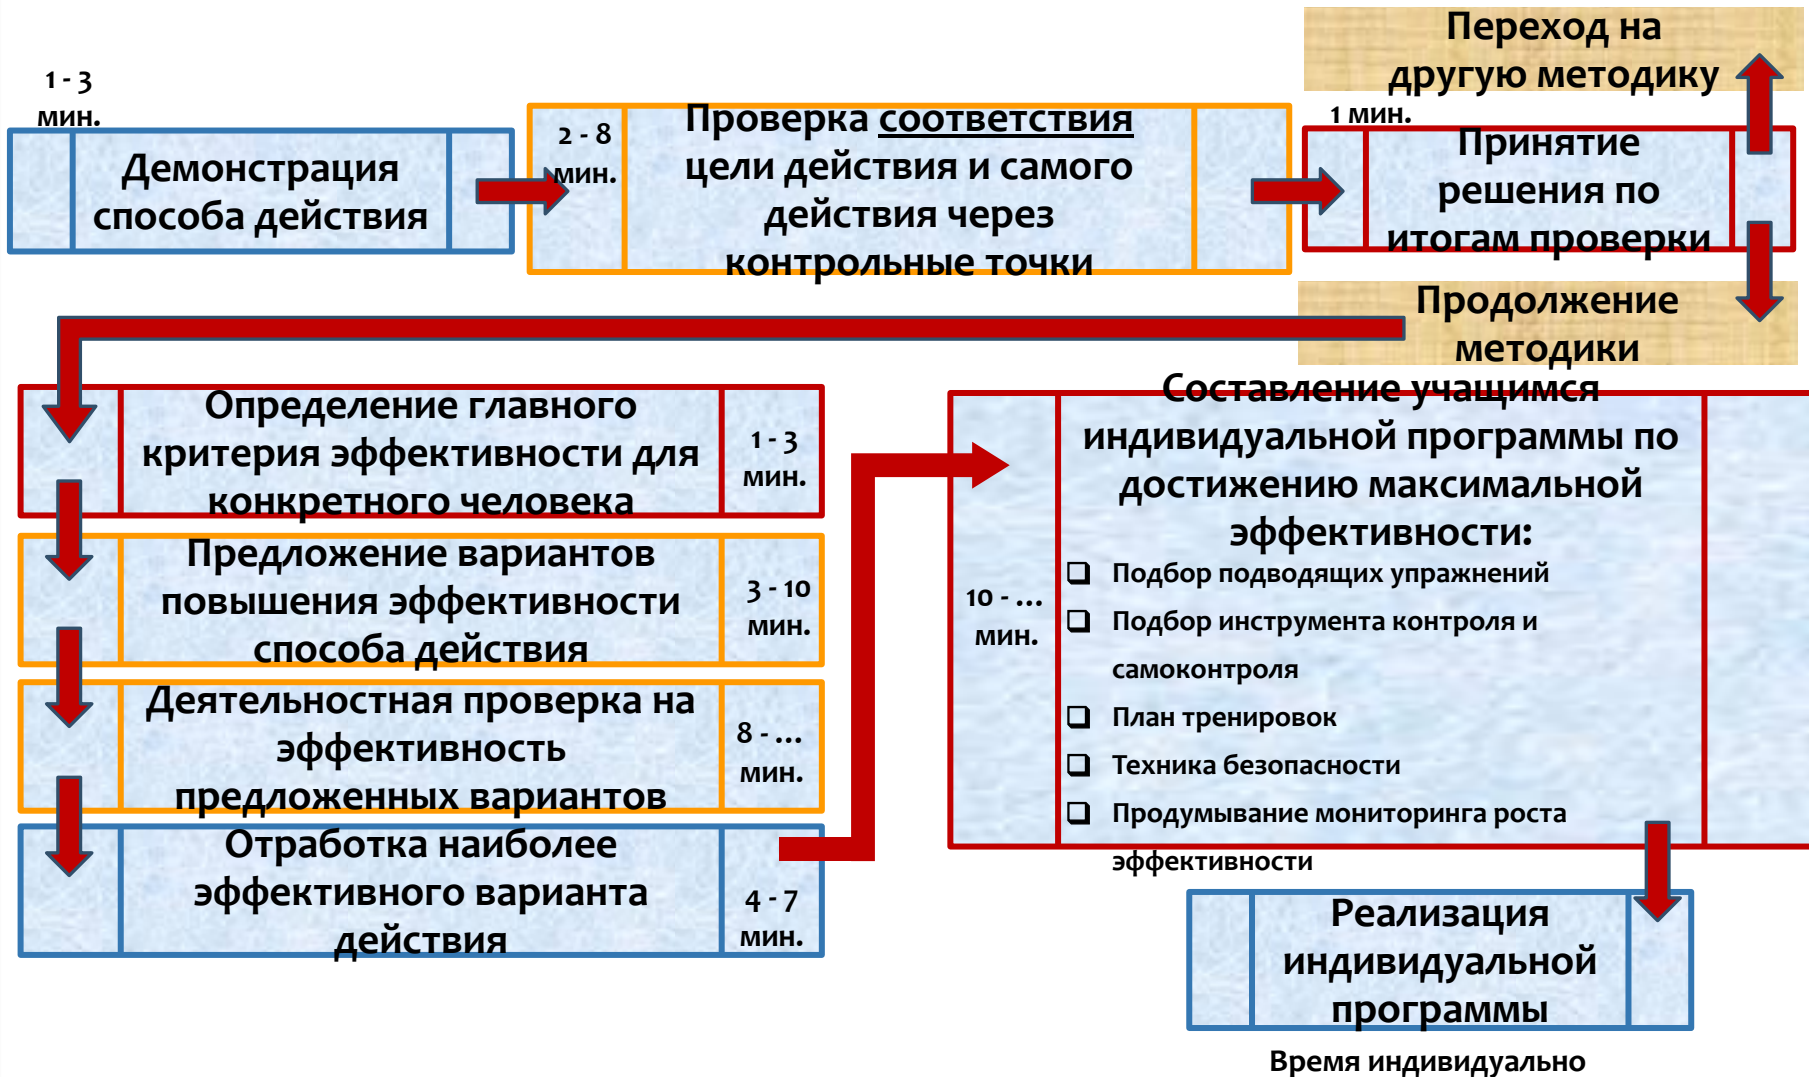 1 - 3
мин.
Демонстрация
способа действия
2 - 8
мин.
Проверка соответствия
цели действия и самого
действия через
контрольные точки
Переход на
другую методику
1 мин.
Принятие
решения по
итогам проверки
Продолжение
методики
Определение главного
критерия эффективности для
конкретного человека
1 - 3
мин.
Предложение вариантов
повышения эффективности
способа действия
3 - 10
мин.
Деятельностная проверка на
эффективность
предложенных вариантов
8 - ...
мин.
Отработка наиболее
эффективного варианта
действия
4 - 7
мин.
10 - ...
мин.
Составление учащимся
индивидуальной программы по
достижению максимальной
эффективности:
Подбор подводящих упражнений
Подбор инструмента контроля и
самоконтроля
План тренировок
Техника безопасности
Продумывание мониторинга роста
эффективности
Реализация
индивидуальной
программы
Время индивидуально